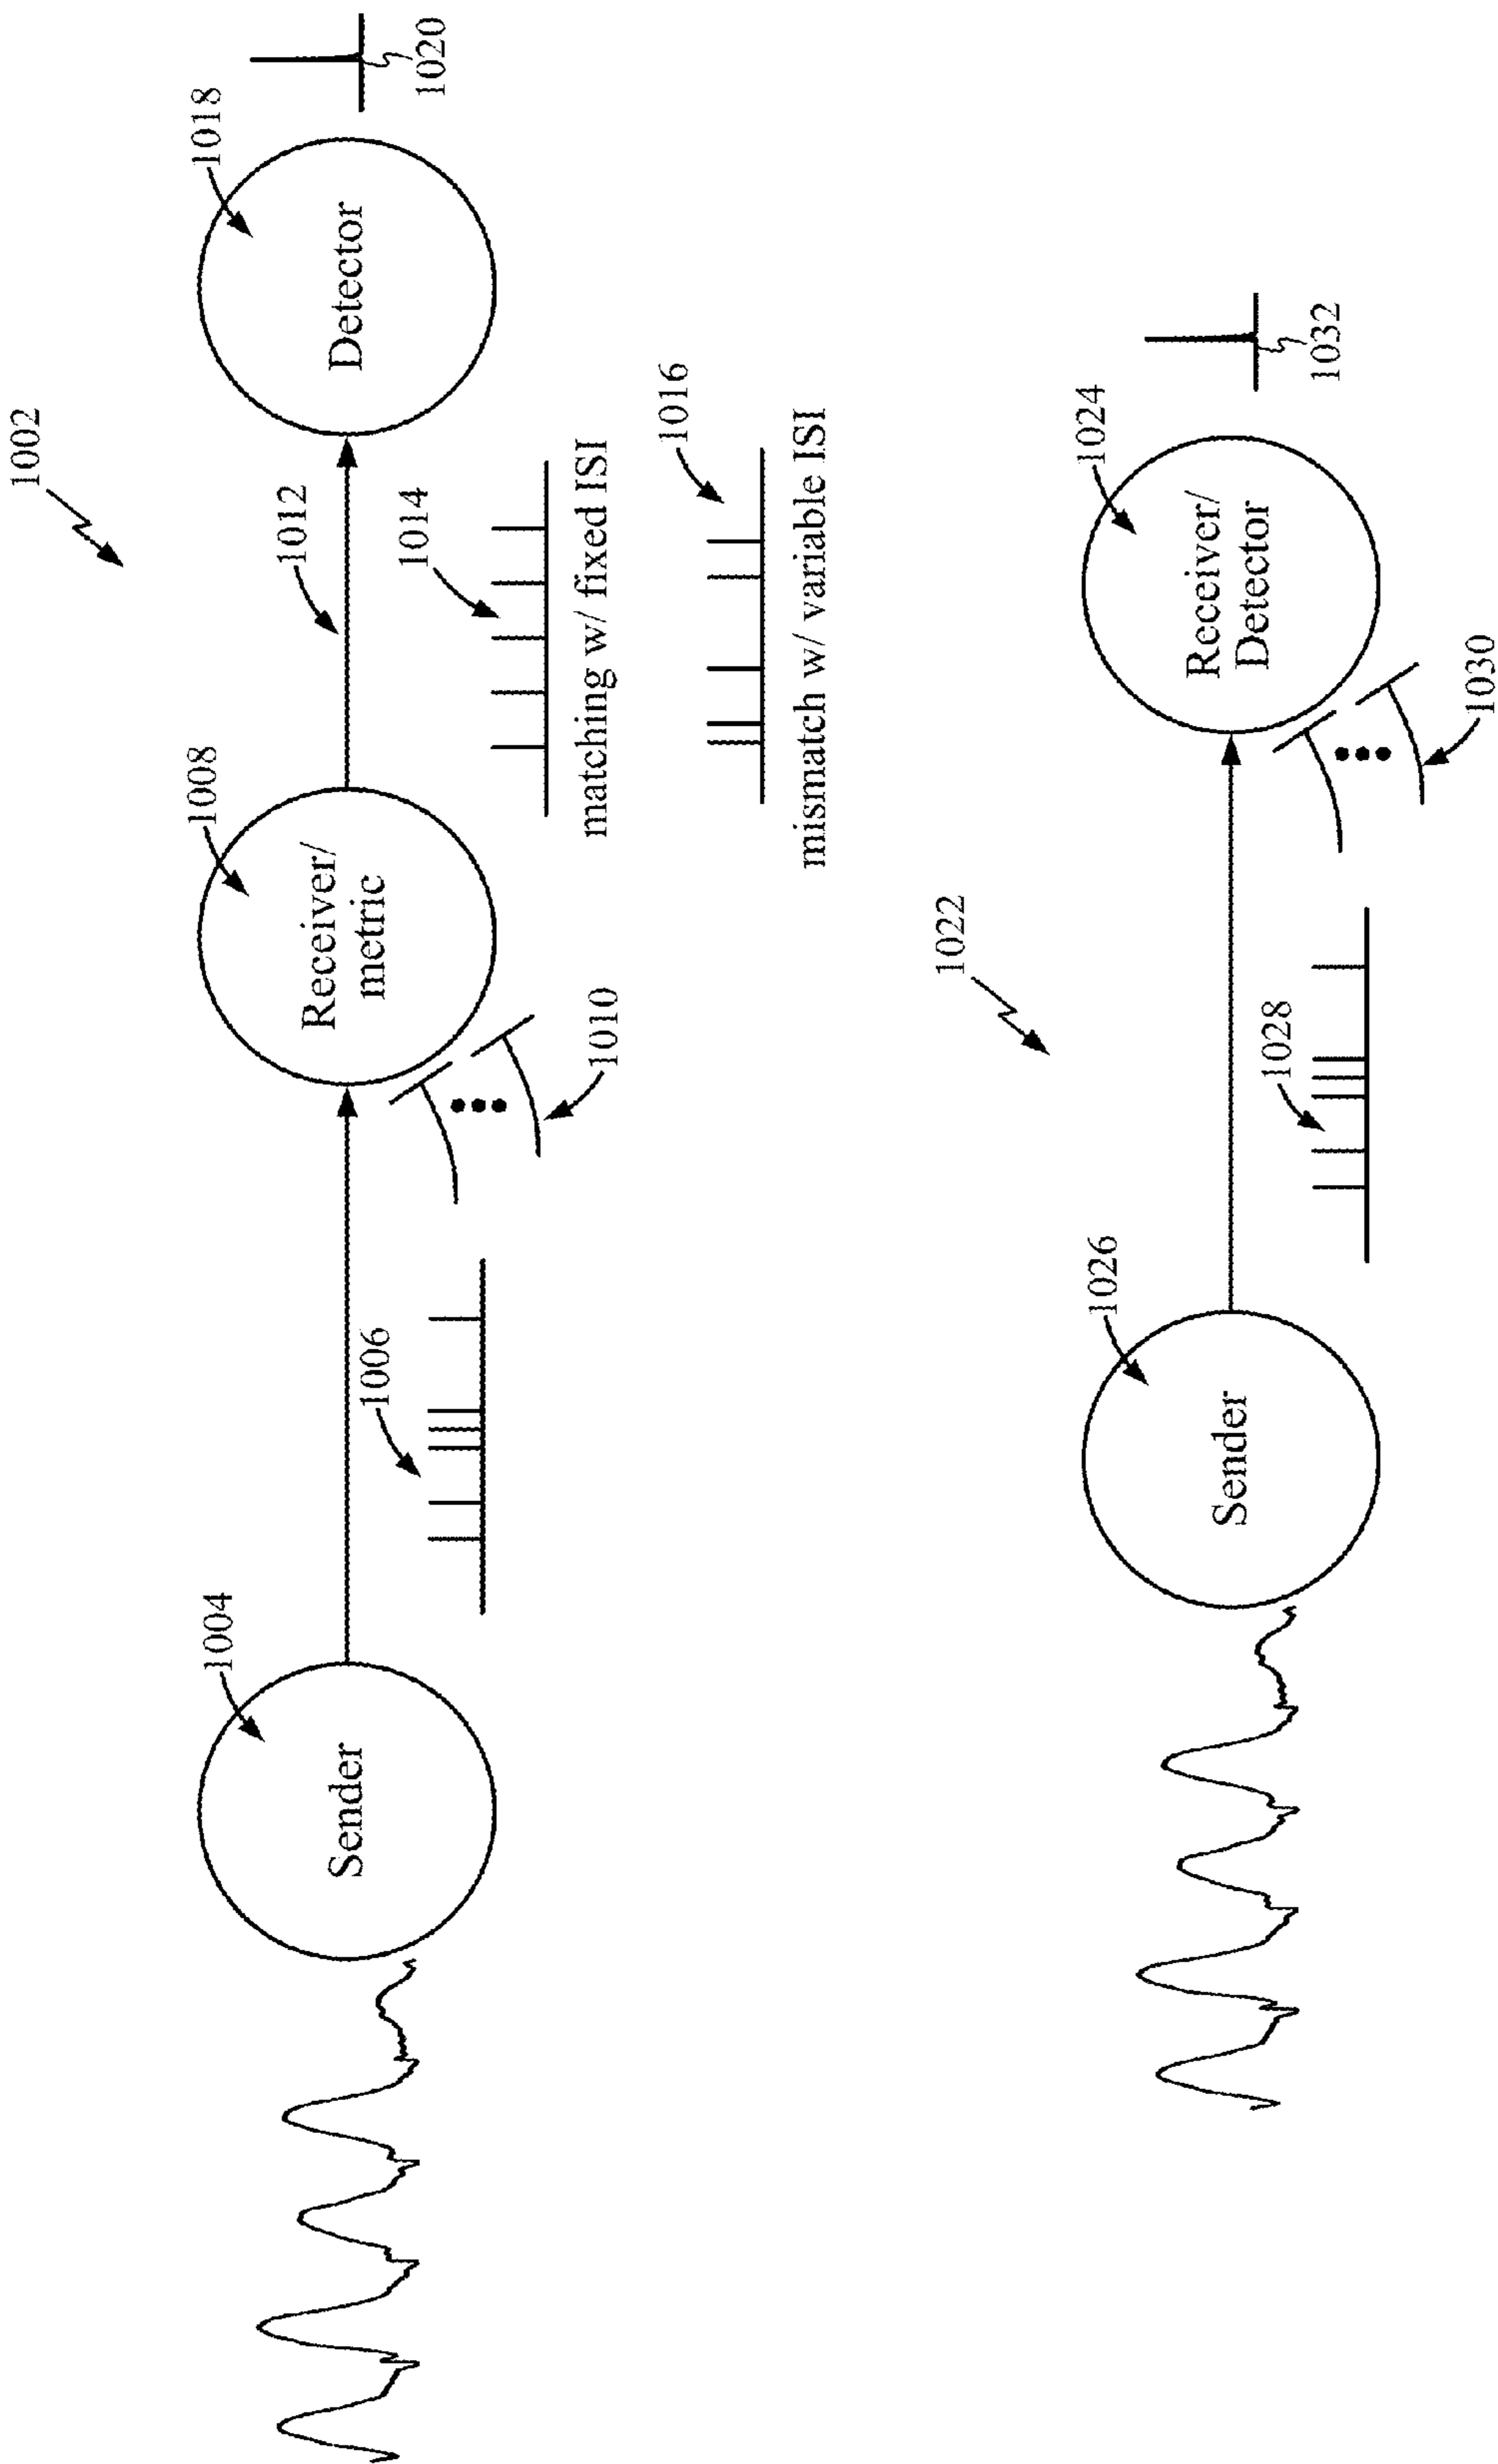 1002
1004
Sender
1006
1008
Receiver/
metric
1010
1012
1014
matching w/ fixed ISI
1016
mismatch w/ variable ISI
1018
Detector
1020
1022
1026
Sender
1028
1024
Receiver/
Detector
1030
1032